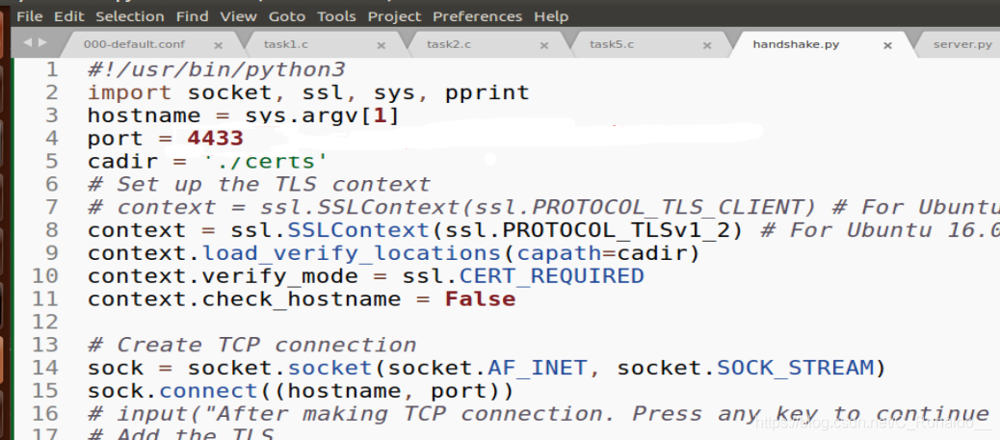 File Edit Selection Find View Goto Tools Project Preferences Help
000-default.conf × task1.c × task2.c × task5.c × handshake.py × server.py
1 #!/usr/bin/python3
2 import socket, ssl, sys, pprint
3 hostname = sys.argv[1]
4 port = 4433
5 cadir = './certs'
6 # Set up the TLS context
7 # context = ssl.SSLContext(ssl.PROTOCOL_TLS_CLIENT) # For Ubuntu
8 context = ssl.SSLContext(ssl.PROTOCOL_TLSv1_2) # For Ubuntu 16.0
9 context.load_verify_locations(capath=cadir)
10 context.verify_mode = ssl.CERT_REQUIRED
11 context.check_hostname = False
12
13 # Create TCP connection
14 sock = socket.socket(socket.AF_INET, socket.SOCK_STREAM)
15 sock.connect((hostname, port))
16 # input("After making TCP connection. Press any key to continue
17 # Add the TLS
https://blog.csdn.net/C_Ronaldo__